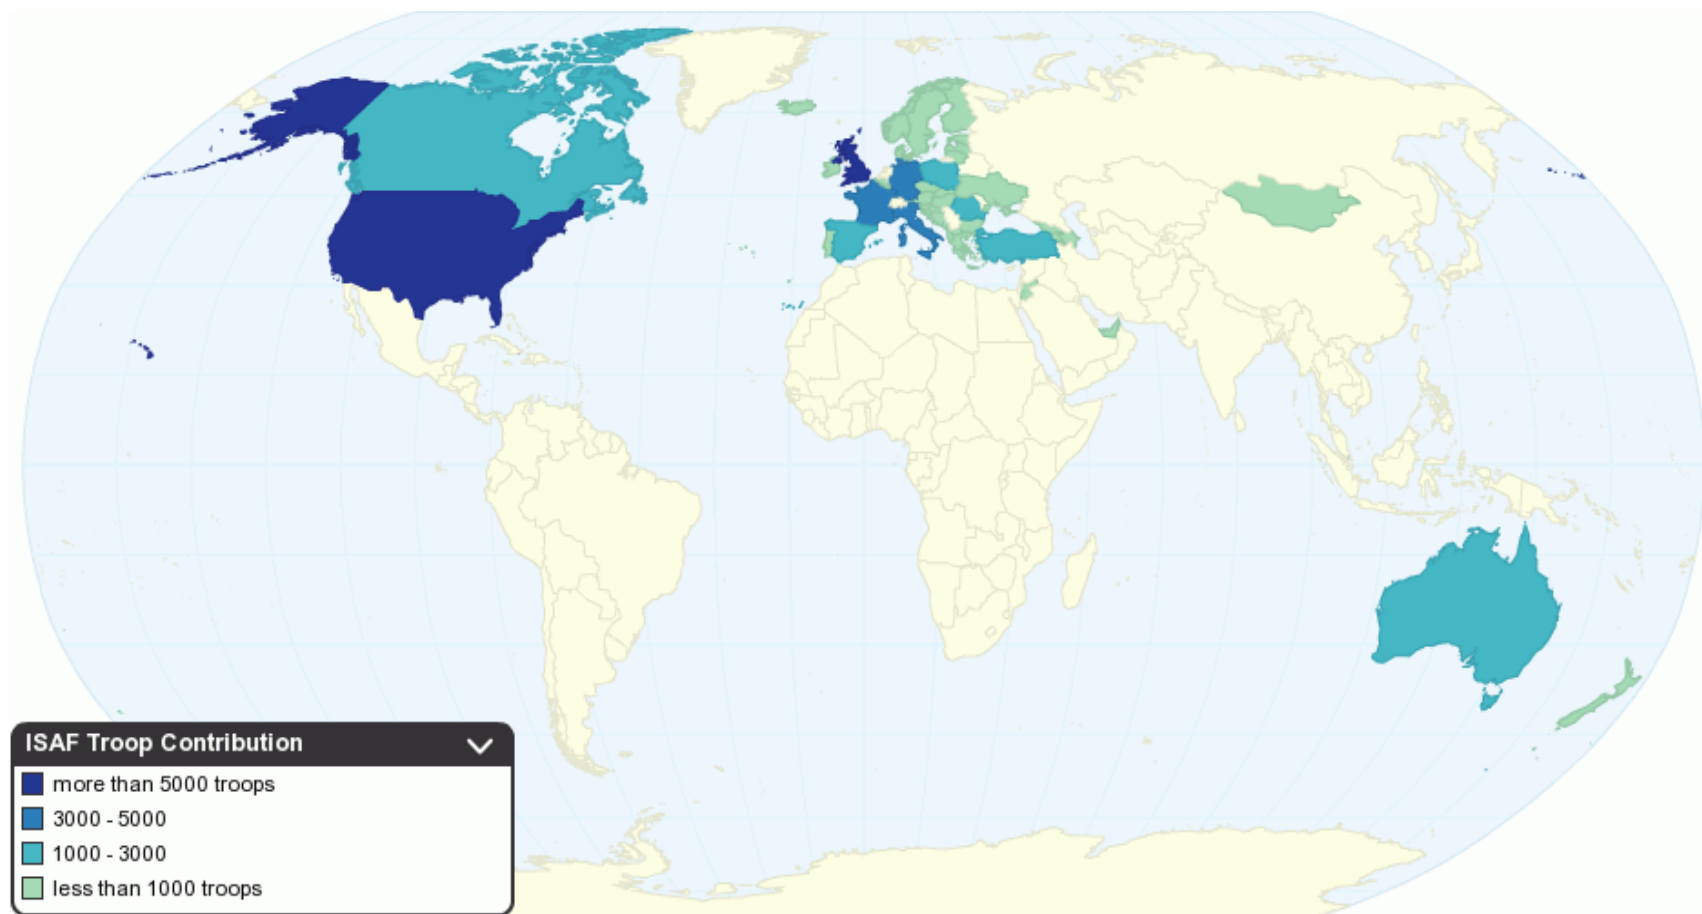 ISAF Troop Contribution
more than 5000 troops
3000 - 5000
1000 - 3000
less than 1000 troops